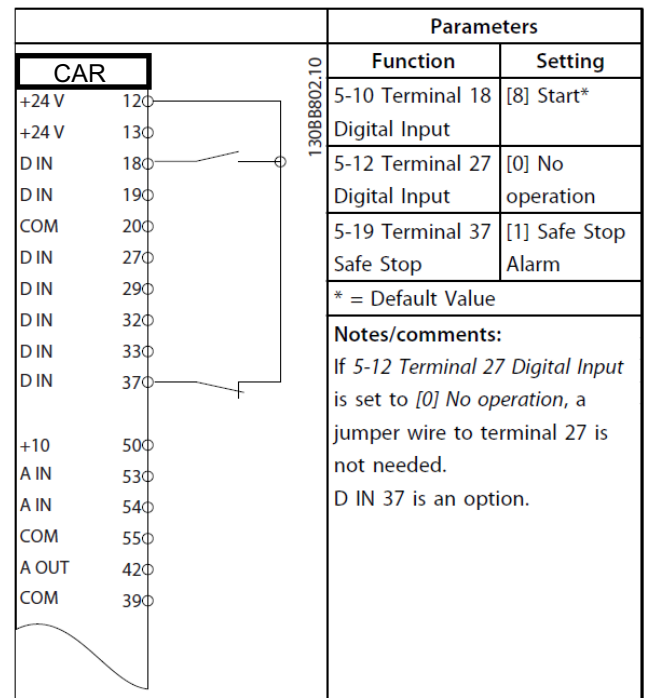 CAR
+24 V 12
+24 V 13
D IN 18
D IN 19
COM 20
D IN 27
D IN 29
D IN 32
D IN 33
D IN 37
+10 50
A IN 53
A IN 54
COM 55
A OUT 42
COM 39
130BB802.10
Parameters
Function Setting
5-10 Terminal 18 [8] Start*
Digital Input
5-12 Terminal 27 [0] No
Digital Input operation
5-19 Terminal 37 [1] Safe Stop
Safe Stop Alarm
* = Default Value
Notes/comments:
If 5-12 Terminal 27 Digital Input
is set to [0] No operation, a
jumper wire to terminal 27 is
not needed.
D IN 37 is an option.